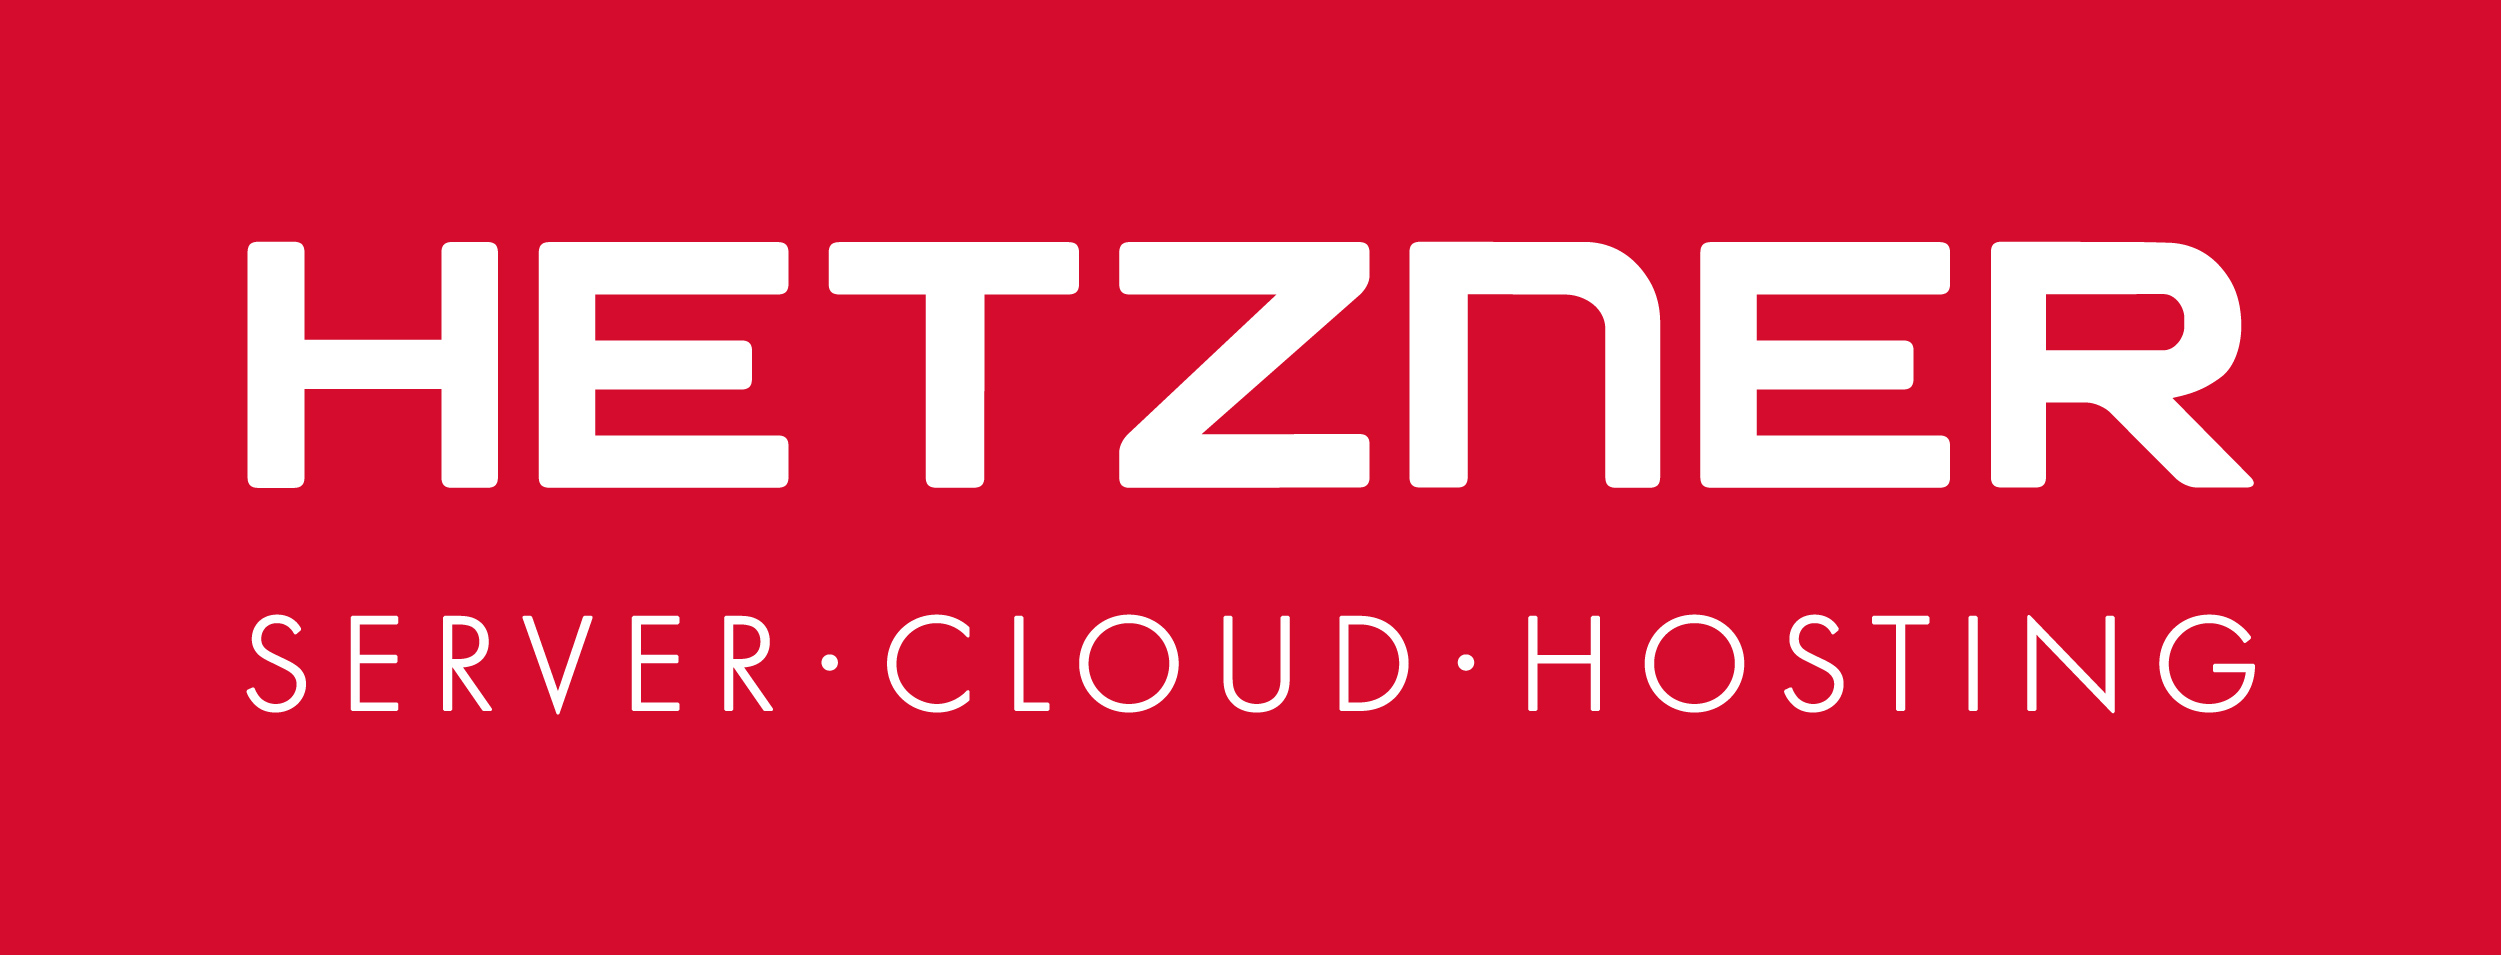 HETZNER
SERVER · CLOUD · HOSTING